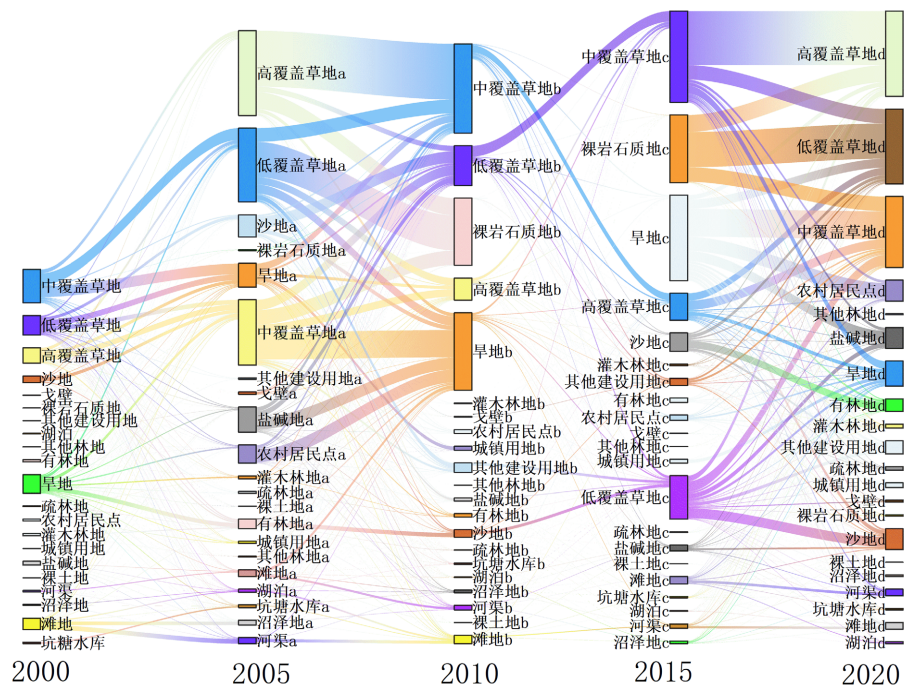 中覆盖草地
低覆盖草地
高覆盖草地
沙地
戈壁
裸岩石质地
其他建设用地
湖泊
其他林地
有林地
旱地
疏林地
农村居民点
灌木林地
城镇用地
盐碱地
裸土地
河渠
沼泽地
滩地
坑糖水库
高覆盖草地a
低覆盖草地a
沙地a
裸岩石质地a
旱地a
中覆盖草地a
其他建设用地a
戈壁a
盐碱地a
农村居民点a
灌木林地a
疏林地a
裸土地a
有林地a
城镇用地a
其他林地a
滩地a
湖泊a
坑塘水库a
沼泽地a
河渠a
中覆盖草地b
低覆盖草地b
裸岩石质地b
高覆盖草地b
旱地b
灌木林地b
戈壁b
农村居民点b
城镇用地b
其他建设用地b
其他林地b
盐碱地b
有林地b
沙地b
疏林地b
坑塘水库b
湖泊b
沼泽地b
河渠b
裸土地b
滩地b
中覆盖草地c
裸岩石质地c
旱地c
高覆盖草地c
沙地c
灌木林地c
其他建设用地c
有林地c
农村居民点c
戈壁c
其他林地c
城镇用地c
低覆盖草地c
疏林地c
盐碱地c
裸土地c
滩地c
坑塘水库c
湖泊c
河渠c
沼泽地c
高覆盖草地d
低覆盖草地d
中覆盖草地d
农村居民点d
其他林地d
盐碱地d
旱地d
有林地d
灌木林地d
其他建设用地d
疏林地d
城镇用地d
戈壁d
裸岩石质地d
沙地d
裸土地d
沼泽地d
河渠d
坑塘水库d
滩地d
湖泊d
2000
2005
2010
2015
2020